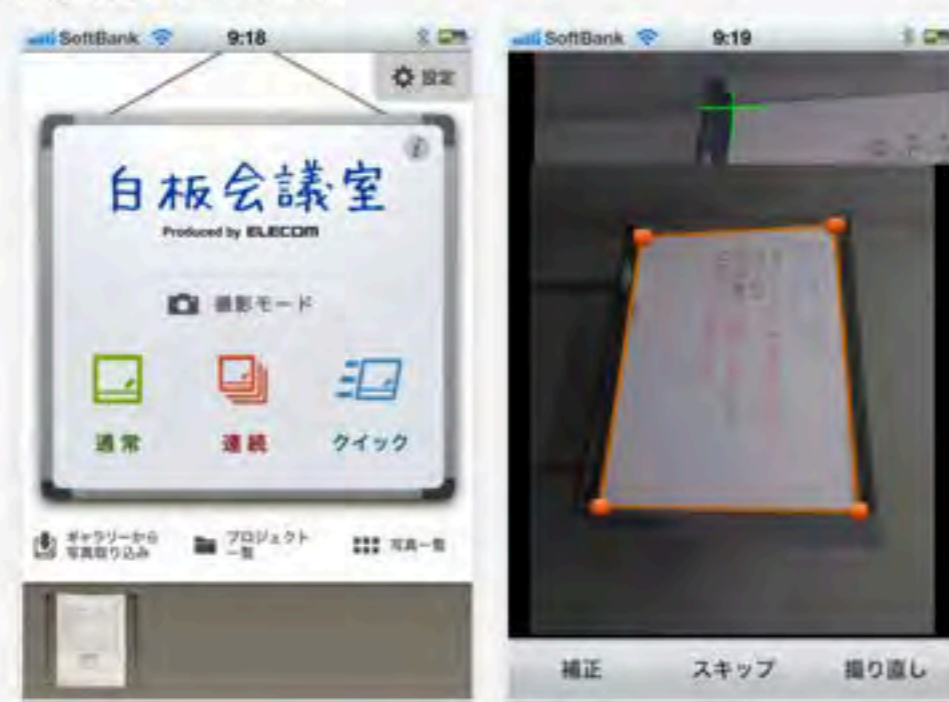 SoftBank 9:18
設定
白板会議室
Produced by ELECOM
撮影モード
通常 連続 クイック
ギャラリーから
写真取り込み
プロジェクト
一覧
写真一覧
SoftBank 9:19
補正 スキップ 撮り直し